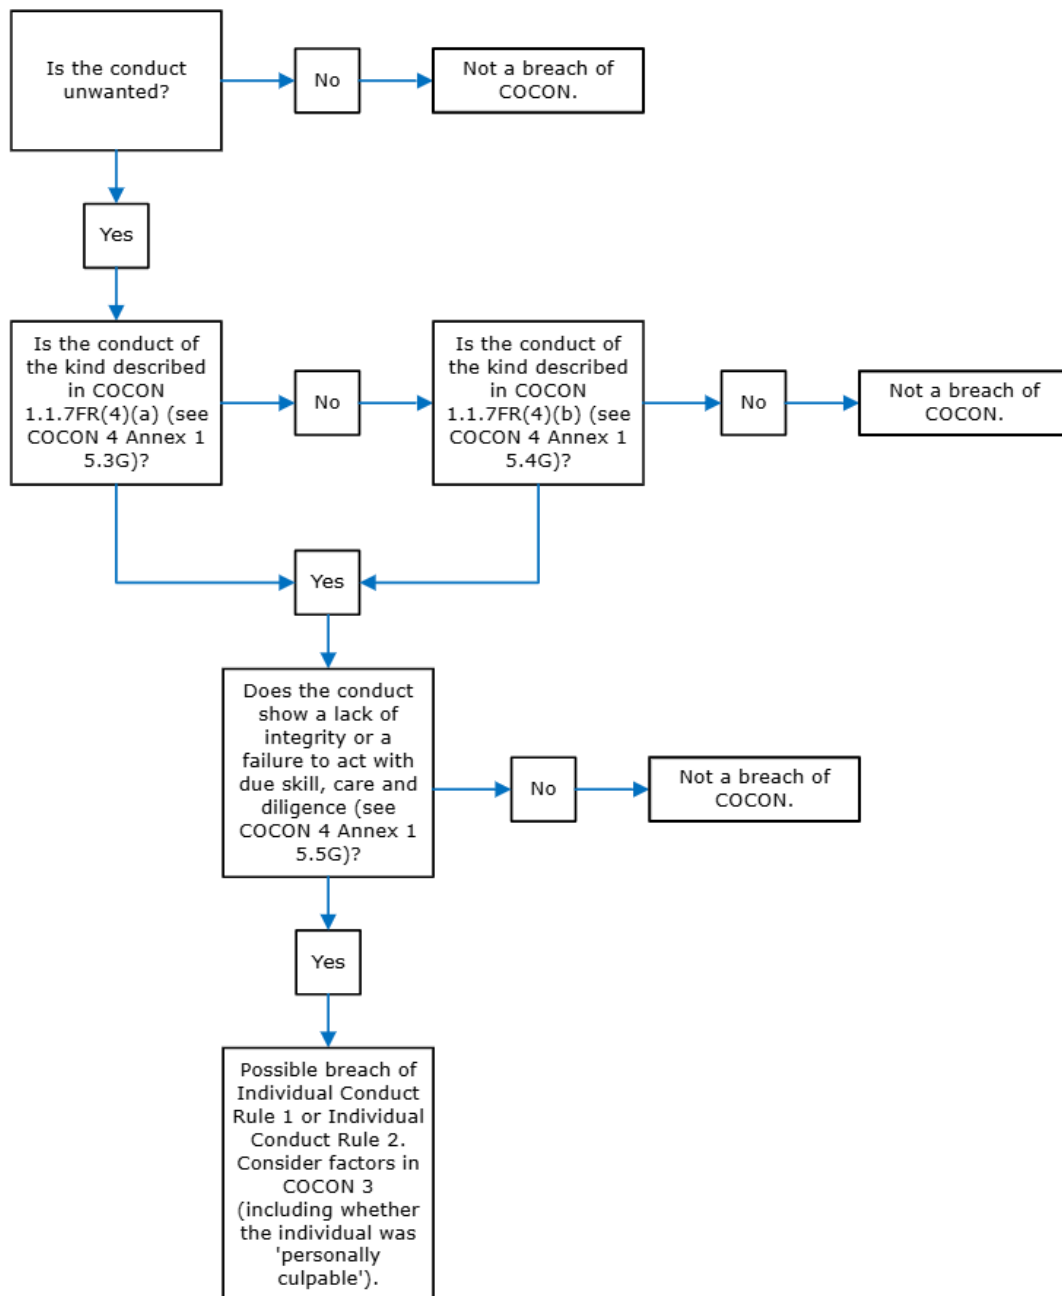 Is the conduct
unwanted?
No
Not a breach of
COCON.
Yes
Is the conduct of
the kind described
in COCON
1.1.7FR(4)(a) (see
COCON 4 Annex 1
5.3G)?
No
Is the conduct of
the kind described
in COCON
1.1.7FR(4)(b) (see
COCON 4 Annex 1
5.4G)?
No
Not a breach of
COCON.
Yes
Does the conduct
show a lack of
integrity or a
failure to act with
due skill, care and
diligence (see
COCON 4 Annex 1
5.5G)?
No
Not a breach of
COCON.
Yes
Possible breach of
Individual Conduct
Rule 1 or Individual
Conduct Rule 2.
Consider factors in
COCON 3
(including whether
the individual was
'personally
culpable').